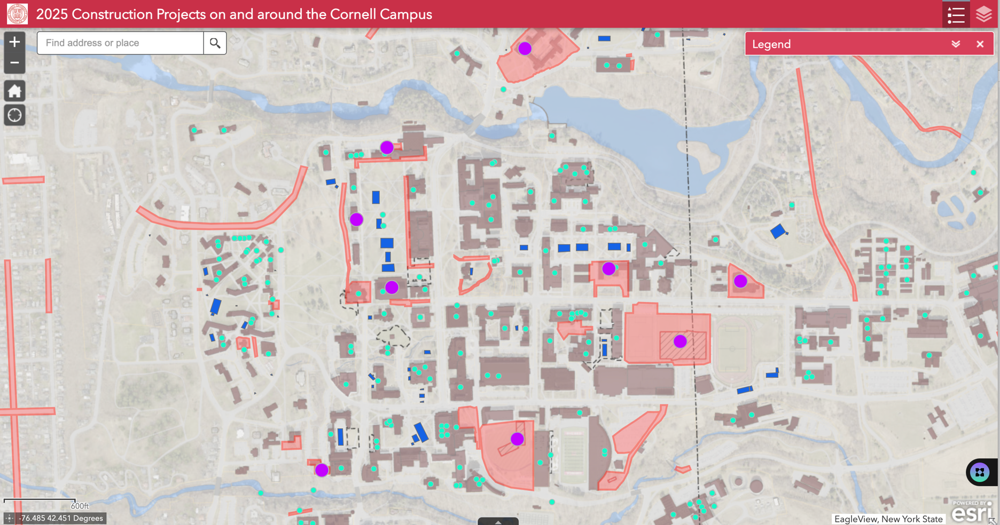 2025 Construction Projects on and around the Cornell Campus
+
Find address or place
Legend
−
600ft
-76.485 42.451 Degrees
POWERED BY
esri
EagleView, New York State